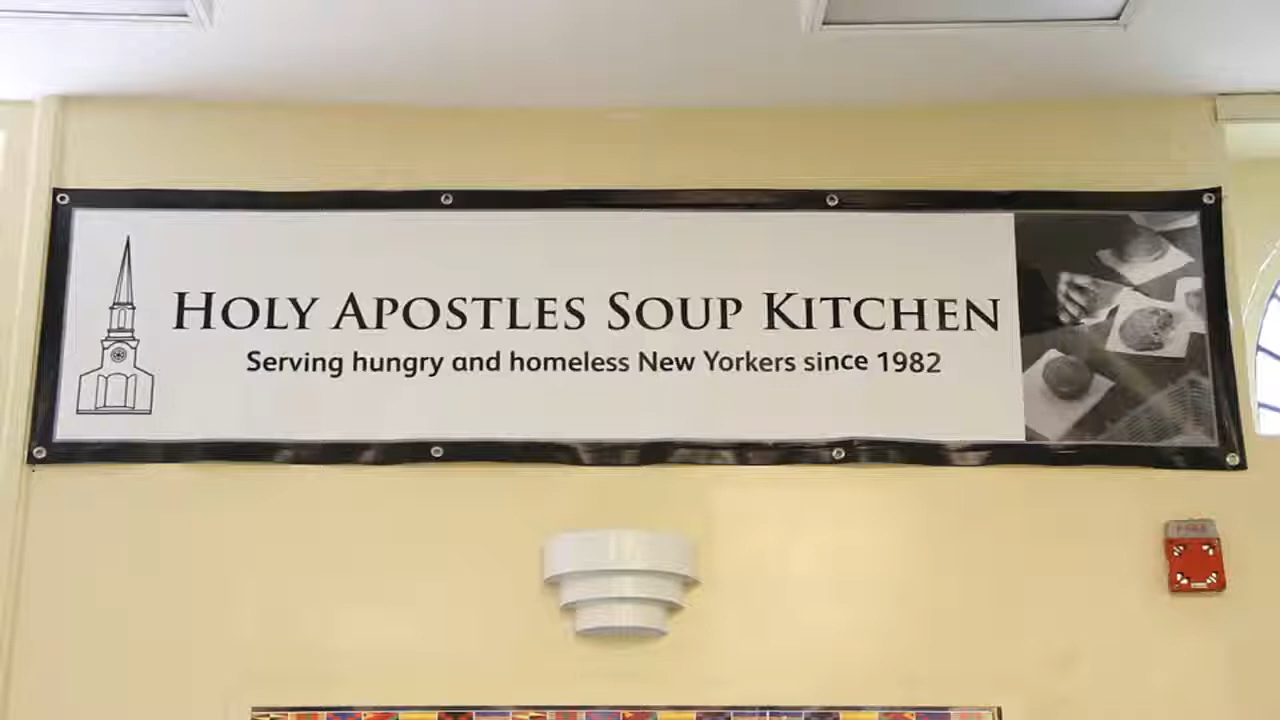 HOLY APOSTLES SOUP KITCHEN
Serving hungry and homeless New Yorkers since 1982